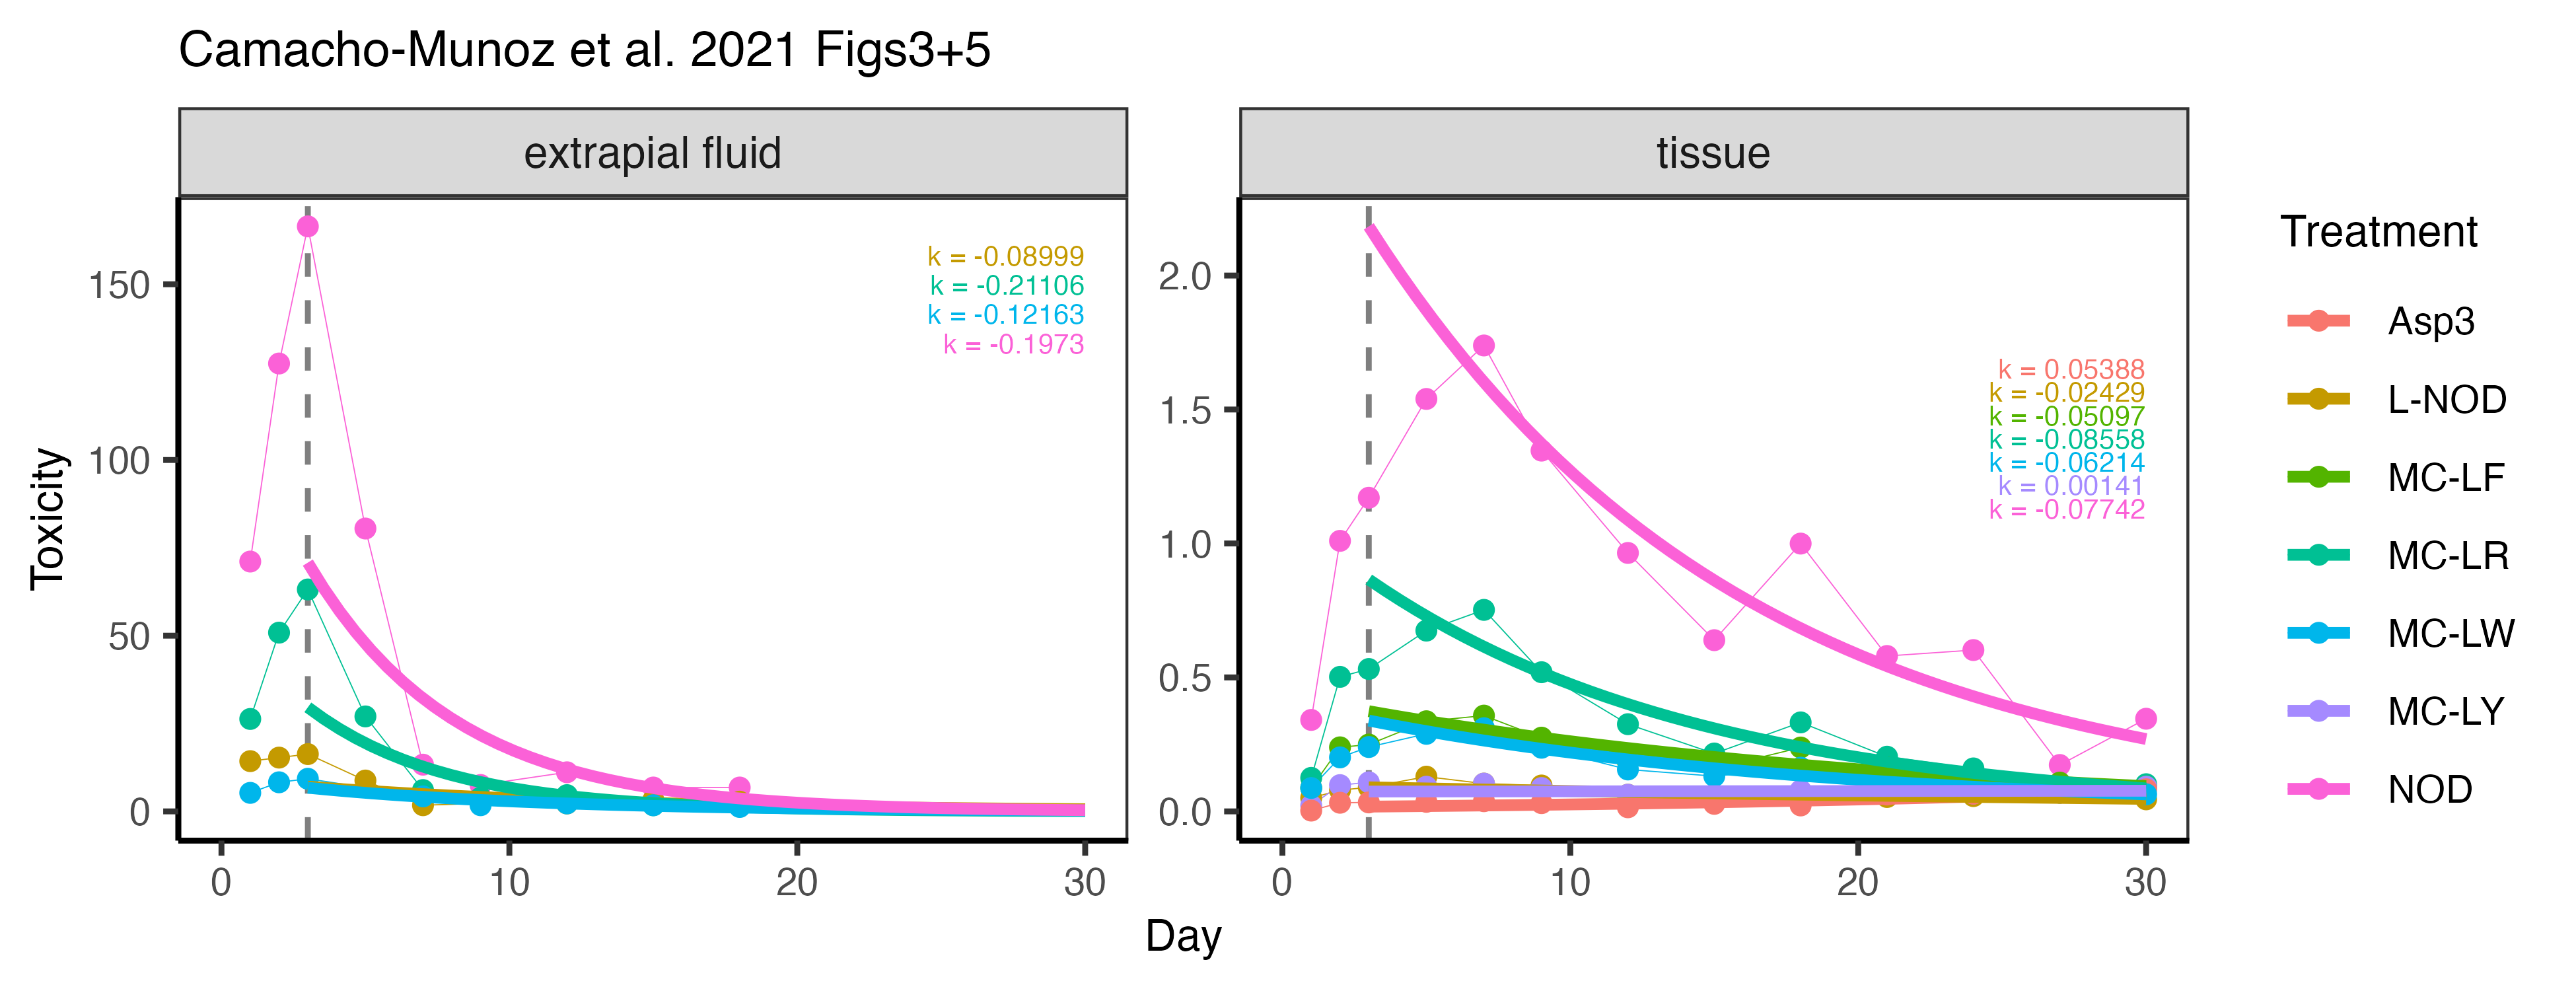 Camacho-Munoz et al. 2021 Figs3+5
extrapial fluid
tissue
Toxicity
150
100
50
0
k = -0.08999
k = -0.21106
k = -0.12163
k = -0.1973
0
10
20
30
2.0
1.5
1.0
0.5
0.0
k = 0.05388
k = -0.02429
k = -0.05097
k = -0.08558
k = -0.06214
k = 0.00141
k = -0.07742
0
10
20
30
Day
Treatment
Asp3
L-NOD
MC-LF
MC-LR
MC-LW
MC-LY
NOD